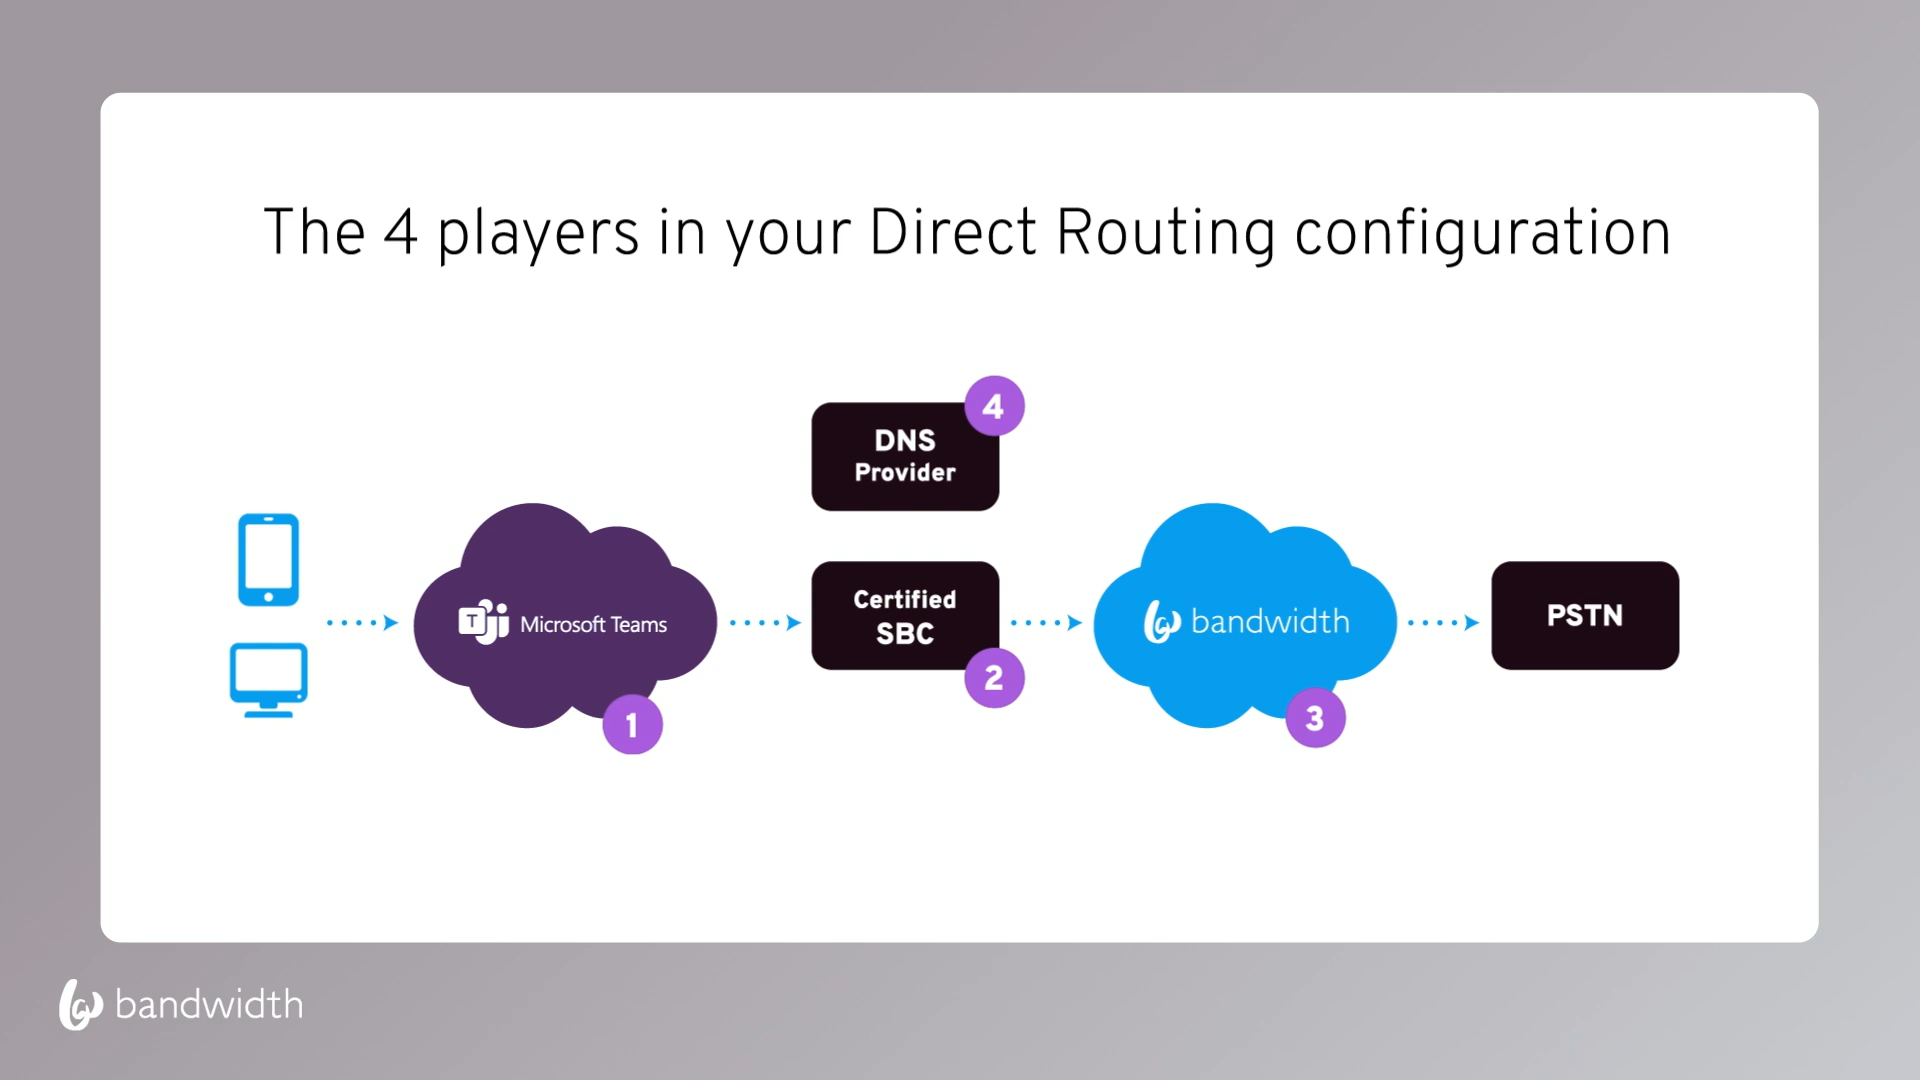 The 4 players in your Direct Routing configuration
4
DNS
Provider
Microsoft Teams
1
Certified
SBC
2
bandwidth
3
PSTN
bandwidth